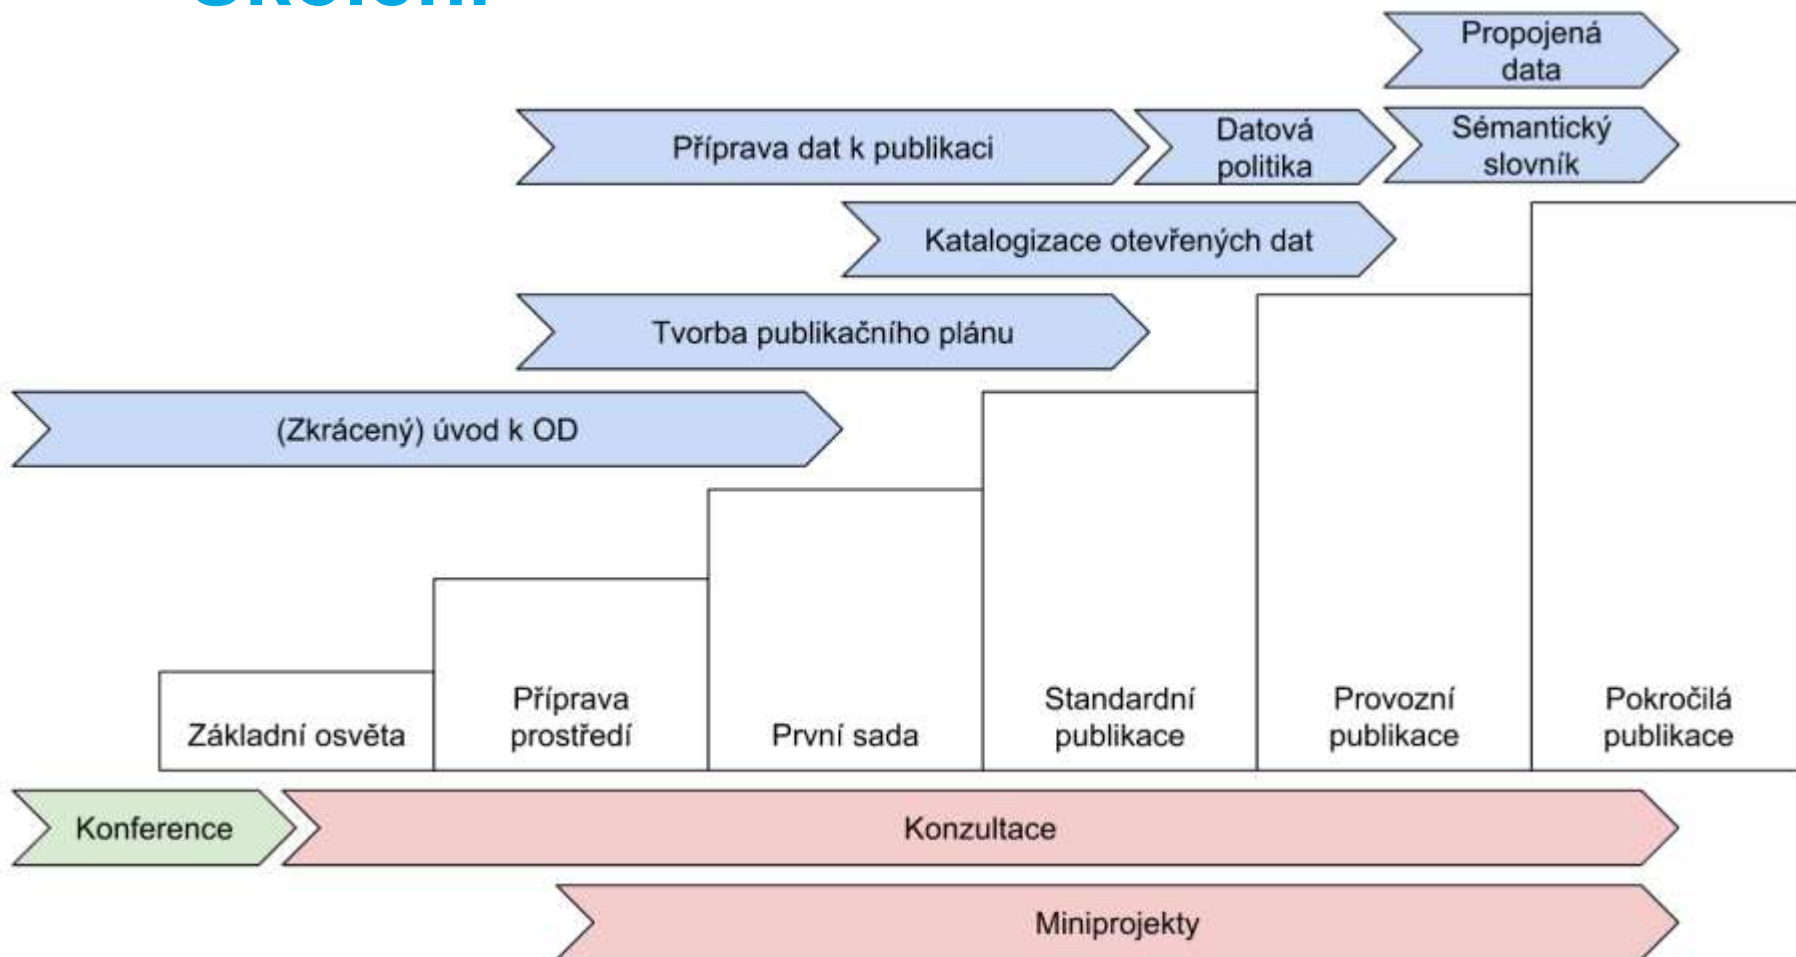 Školení
Propojená
data
Příprava dat k publikaci
Datová
politika
Sémantický
slovník
Katalogizace otevřených dat
Tvorba publikačního plánu
(Zkrácený) úvod k OD
Základní osvěta
Příprava
prostředí
První sada
Standardní
publikace
Provozní
publikace
Pokročilá
publikace
Konference
Konzultace
Miniprojekty